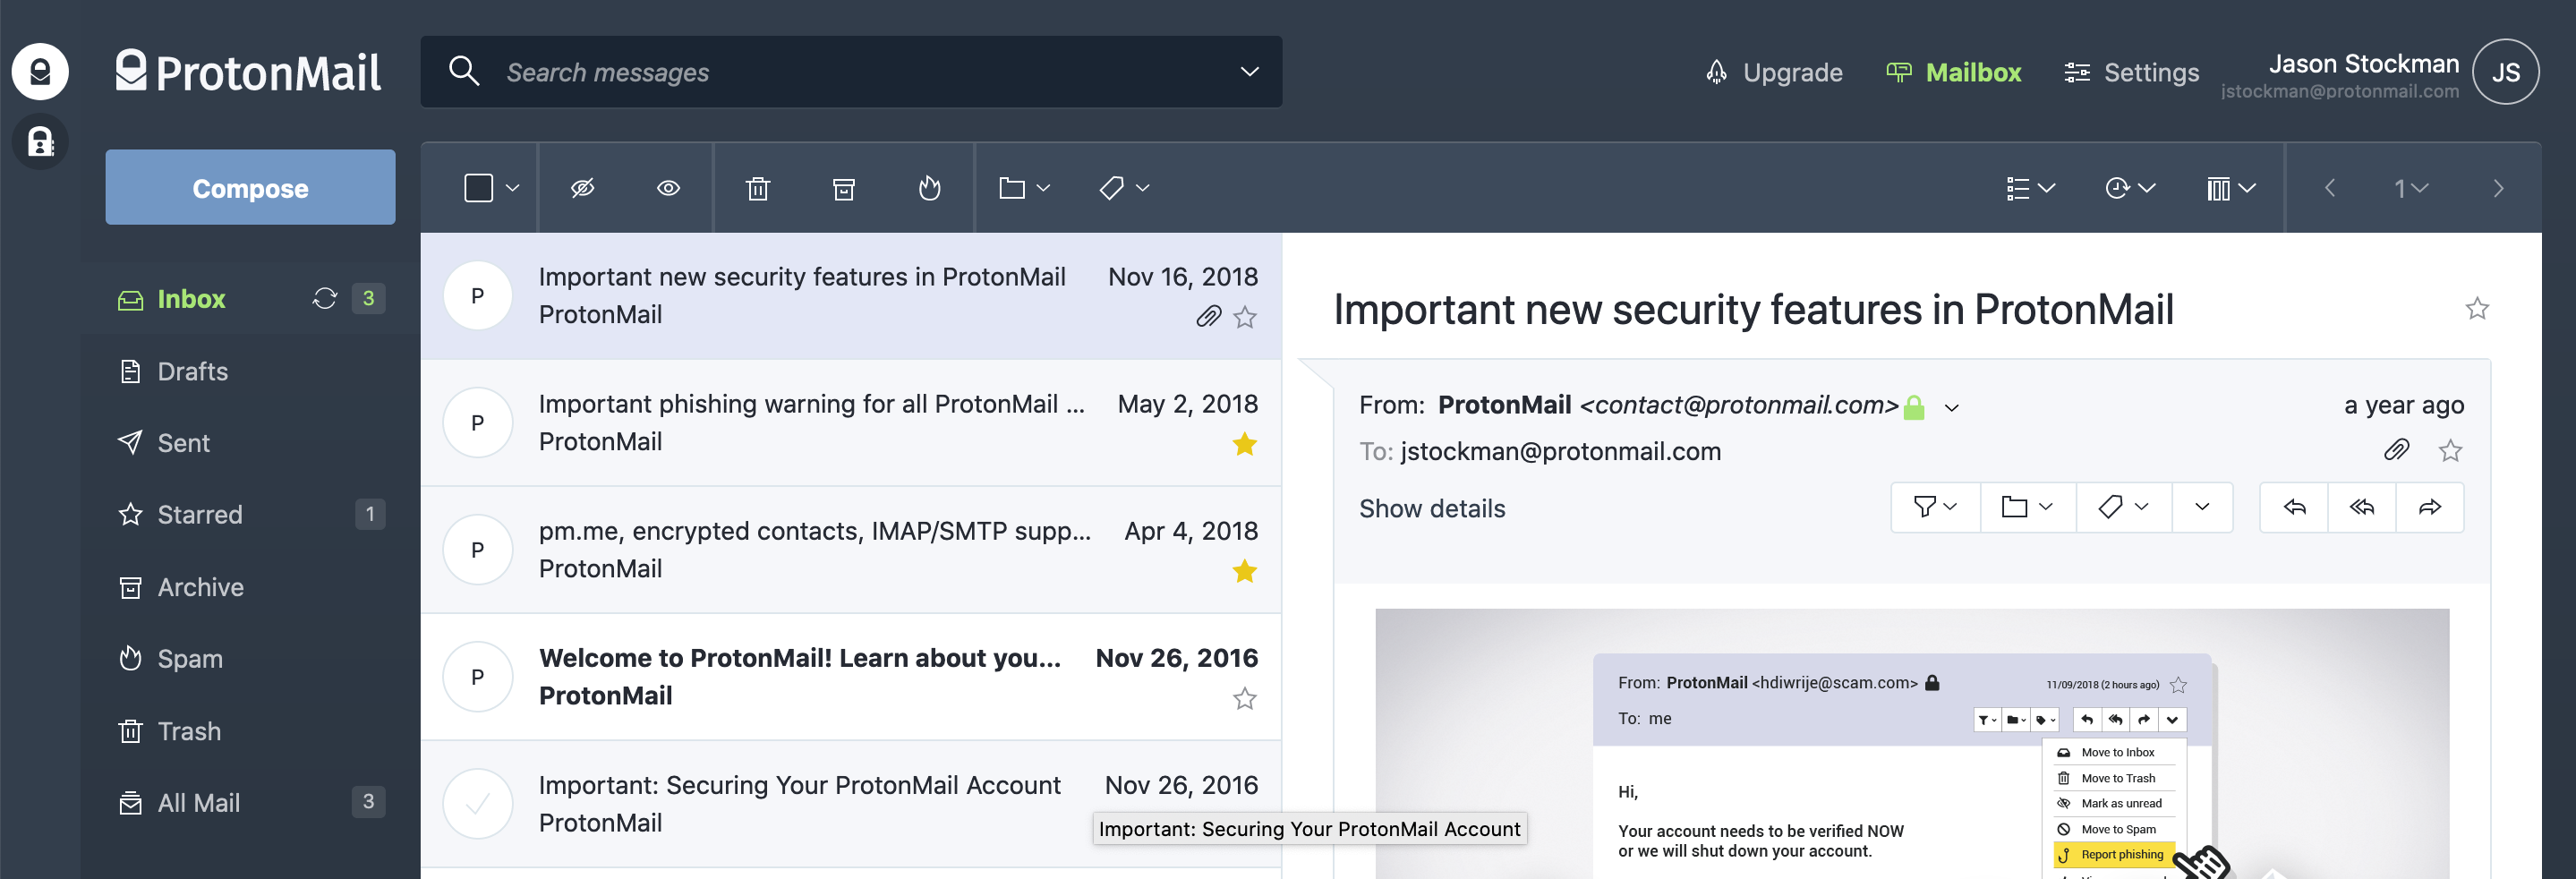 ProtonMail
Search messages
Upgrade
Mailbox
Settings
Jason Stockman
jstockman@protonmail.com
JS
Compose
1
Inbox
3
Drafts
Sent
Starred
1
Archive
Spam
Trash
All Mail
3
P
Important new security features in ProtonMail
Nov 16, 2018
ProtonMail
P
Important phishing warning for all ProtonMail ...
May 2, 2018
ProtonMail
P
pm.me, encrypted contacts, IMAP/SMTP supp...
Apr 4, 2018
ProtonMail
P
Welcome to ProtonMail! Learn about you...
Nov 26, 2016
ProtonMail
Important: Securing Your ProtonMail Account
Nov 26, 2016
ProtonMail
Important: Securing Your ProtonMail Account
Important new security features in ProtonMail
From: ProtonMail <contact@protonmail.com>
a year ago
To: jstockman@protonmail.com
Show details
From: ProtonMail <hdiwrije@scam.com>
11/09/2018 (2 hours ago)
To: me
Move to Inbox
Move to Trash
Mark as unread
Move to Spam
Report phishing
Hi,
Your account needs to be verified NOW
or we will shut down your account.